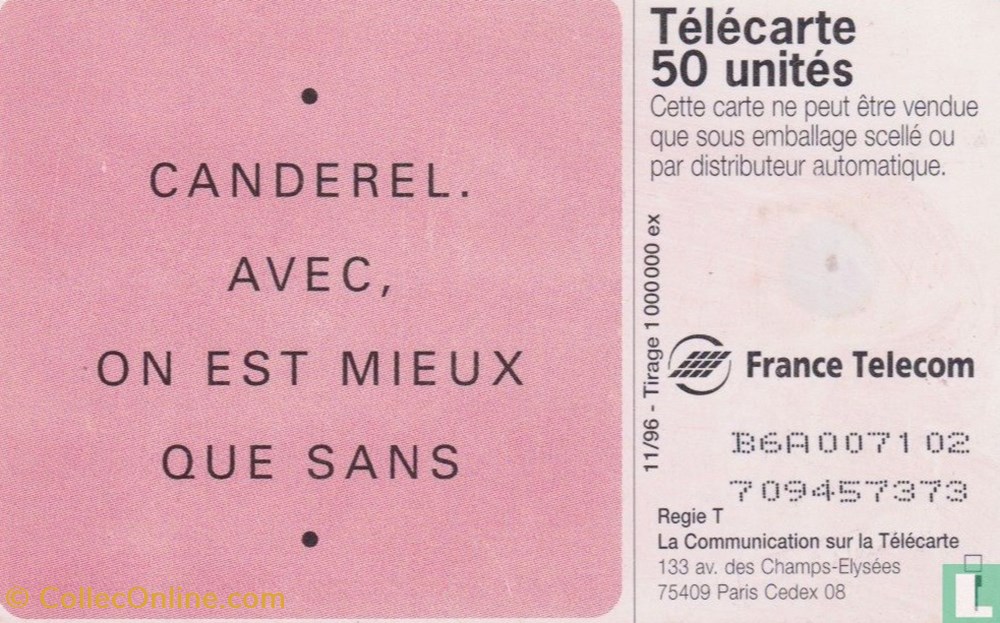 CANDEREL.
AVEC,
ON EST MIEUX
QUE SANS
Télécarte
50 unités
Cette carte ne peut être vendue
que sous emballage scellé ou
par distributeur automatique.
11/96 - Tirage 1 000 000 ex
France Telecom
B6A007102
709457373
Regie T
La Communication sur la Télécarte
133 av. des Champs-Elysées
75409 Paris Cedex 08
© CollecOnline.com
L